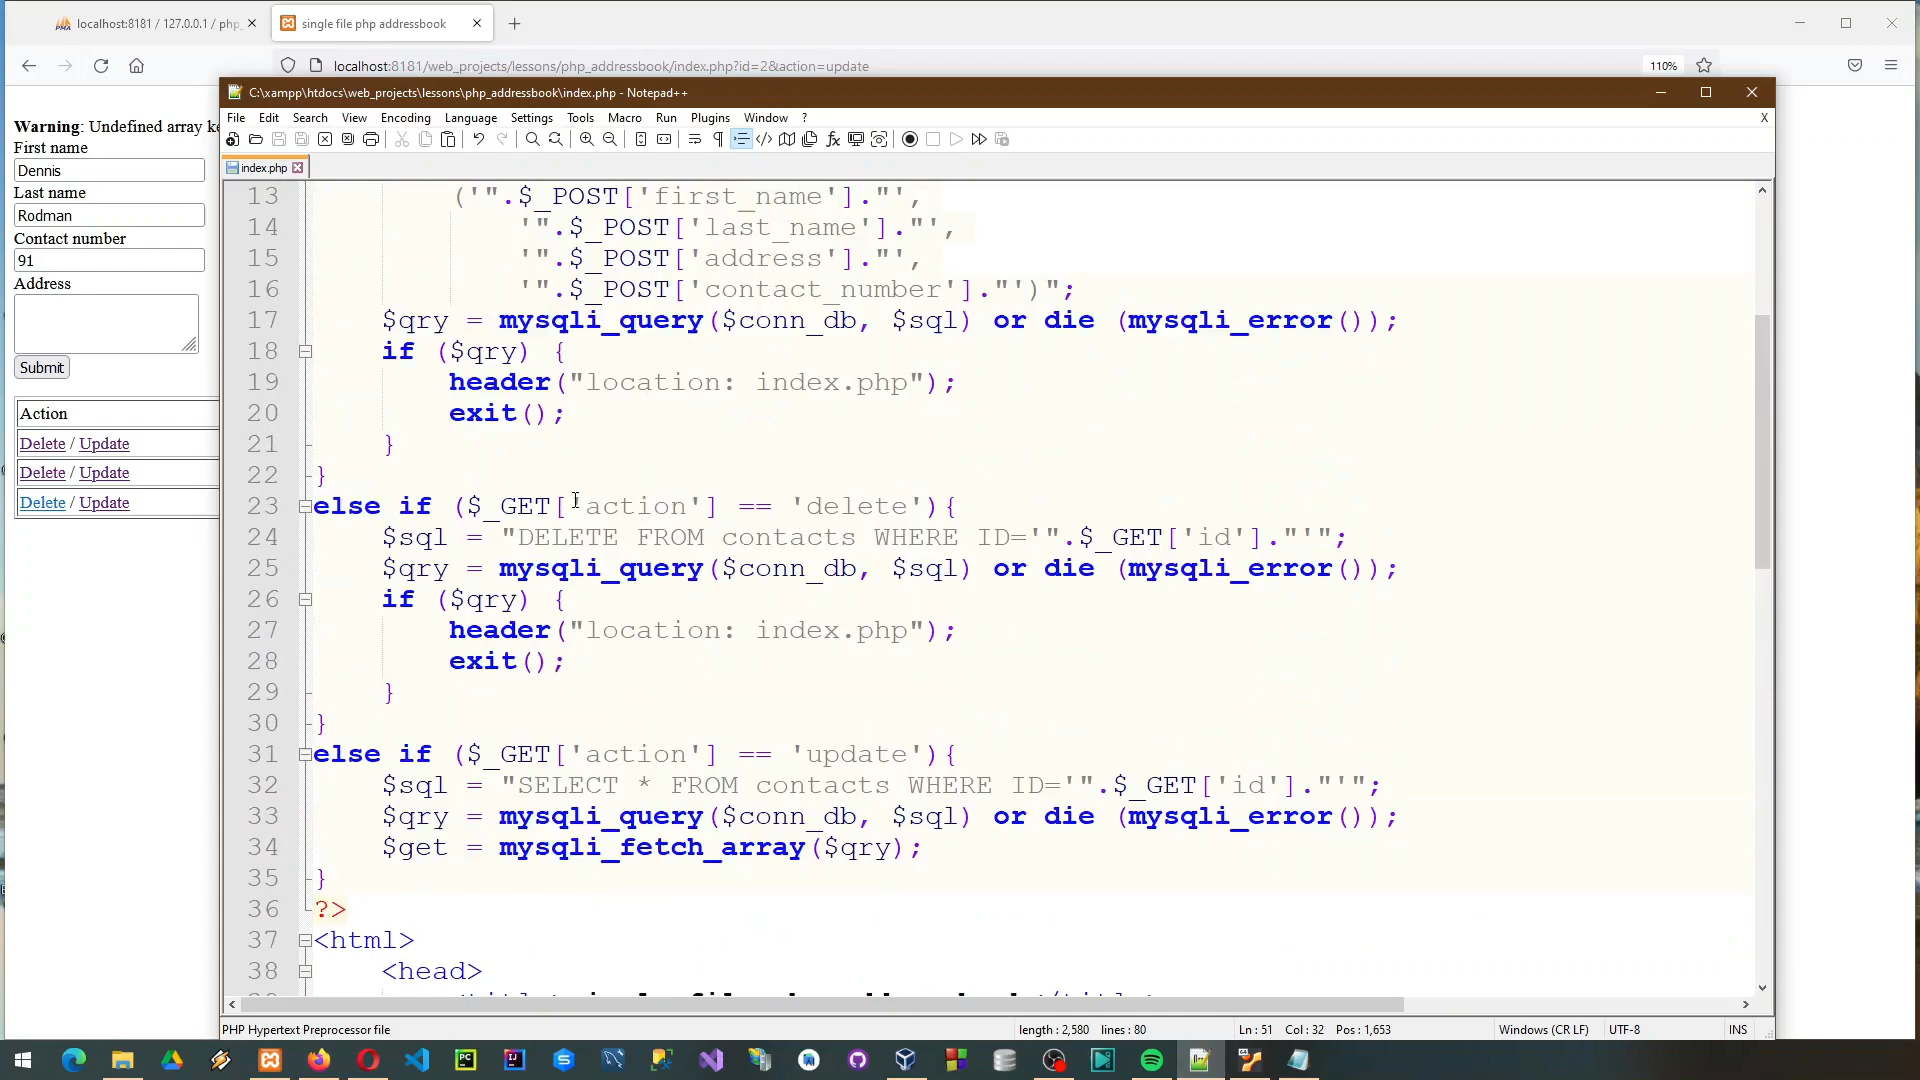 localhost:8181 / 127.0.0.1 / php_
single file php addressbook
localhost:8181/web_projects/lessons/php_addressbook/index.php?id=2&action=update
110%
C:\xampp\htdocs\web_projects\lessons\php_addressbook\index.php - Notepad++
File Edit Search View Encoding Language Settings Tools Macro Run Plugins Window ?
X
index.php
Warning: Undefined array ke
First name
Dennis
Last name
Rodman
Contact number
91
Address
Submit
Action
Delete / Update
Delete / Update
Delete / Update
13 ('".$_POST['first_name']."',
14 '".$_POST['last_name']."',
15 '".$_POST['address']."',
16 '".$_POST['contact_number']."')";
17 $qry = mysqli_query($conn_db, $sql) or die (mysqli_error());
18 if ($qry) {
19 header("location: index.php");
20 exit();
21 }
22 }
23 else if ($_GET['action'] == 'delete'){
24 $sql = "DELETE FROM contacts WHERE ID='".$_GET['id']."'";
25 $qry = mysqli_query($conn_db, $sql) or die (mysqli_error());
26 if ($qry) {
27 header("location: index.php");
28 exit();
29 }
30 }
31 else if ($_GET['action'] == 'update'){
32 $sql = "SELECT * FROM contacts WHERE ID='".$_GET['id']."'";
33 $qry = mysqli_query($conn_db, $sql) or die (mysqli_error());
34 $get = mysqli_fetch_array($qry);
35 }
36 ?>
37 <html>
38 <head>
PHP Hypertext Preprocessor file
length : 2,580 lines : 80
Ln : 51 Col : 32 Pos : 1,653
Windows (CR LF)
UTF-8
INS